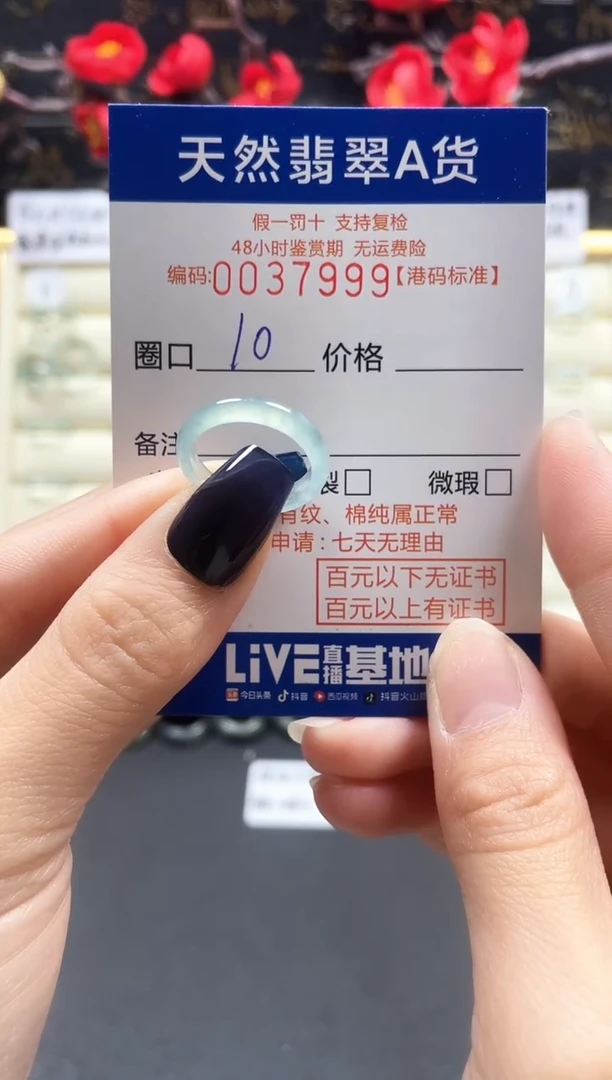 天然翡翠A货
假一罚十 支持复检
48小时鉴赏期 无运费险
编码:0037999【港码标准】
圈口 10 价格
备注
裂□ 微瑕□
有纹、棉纯属正常
申请:七天无理由
百元以下无证书
百元以上有证书
LiVE直播基地
今日头条 抖音 西瓜视频 抖音火山